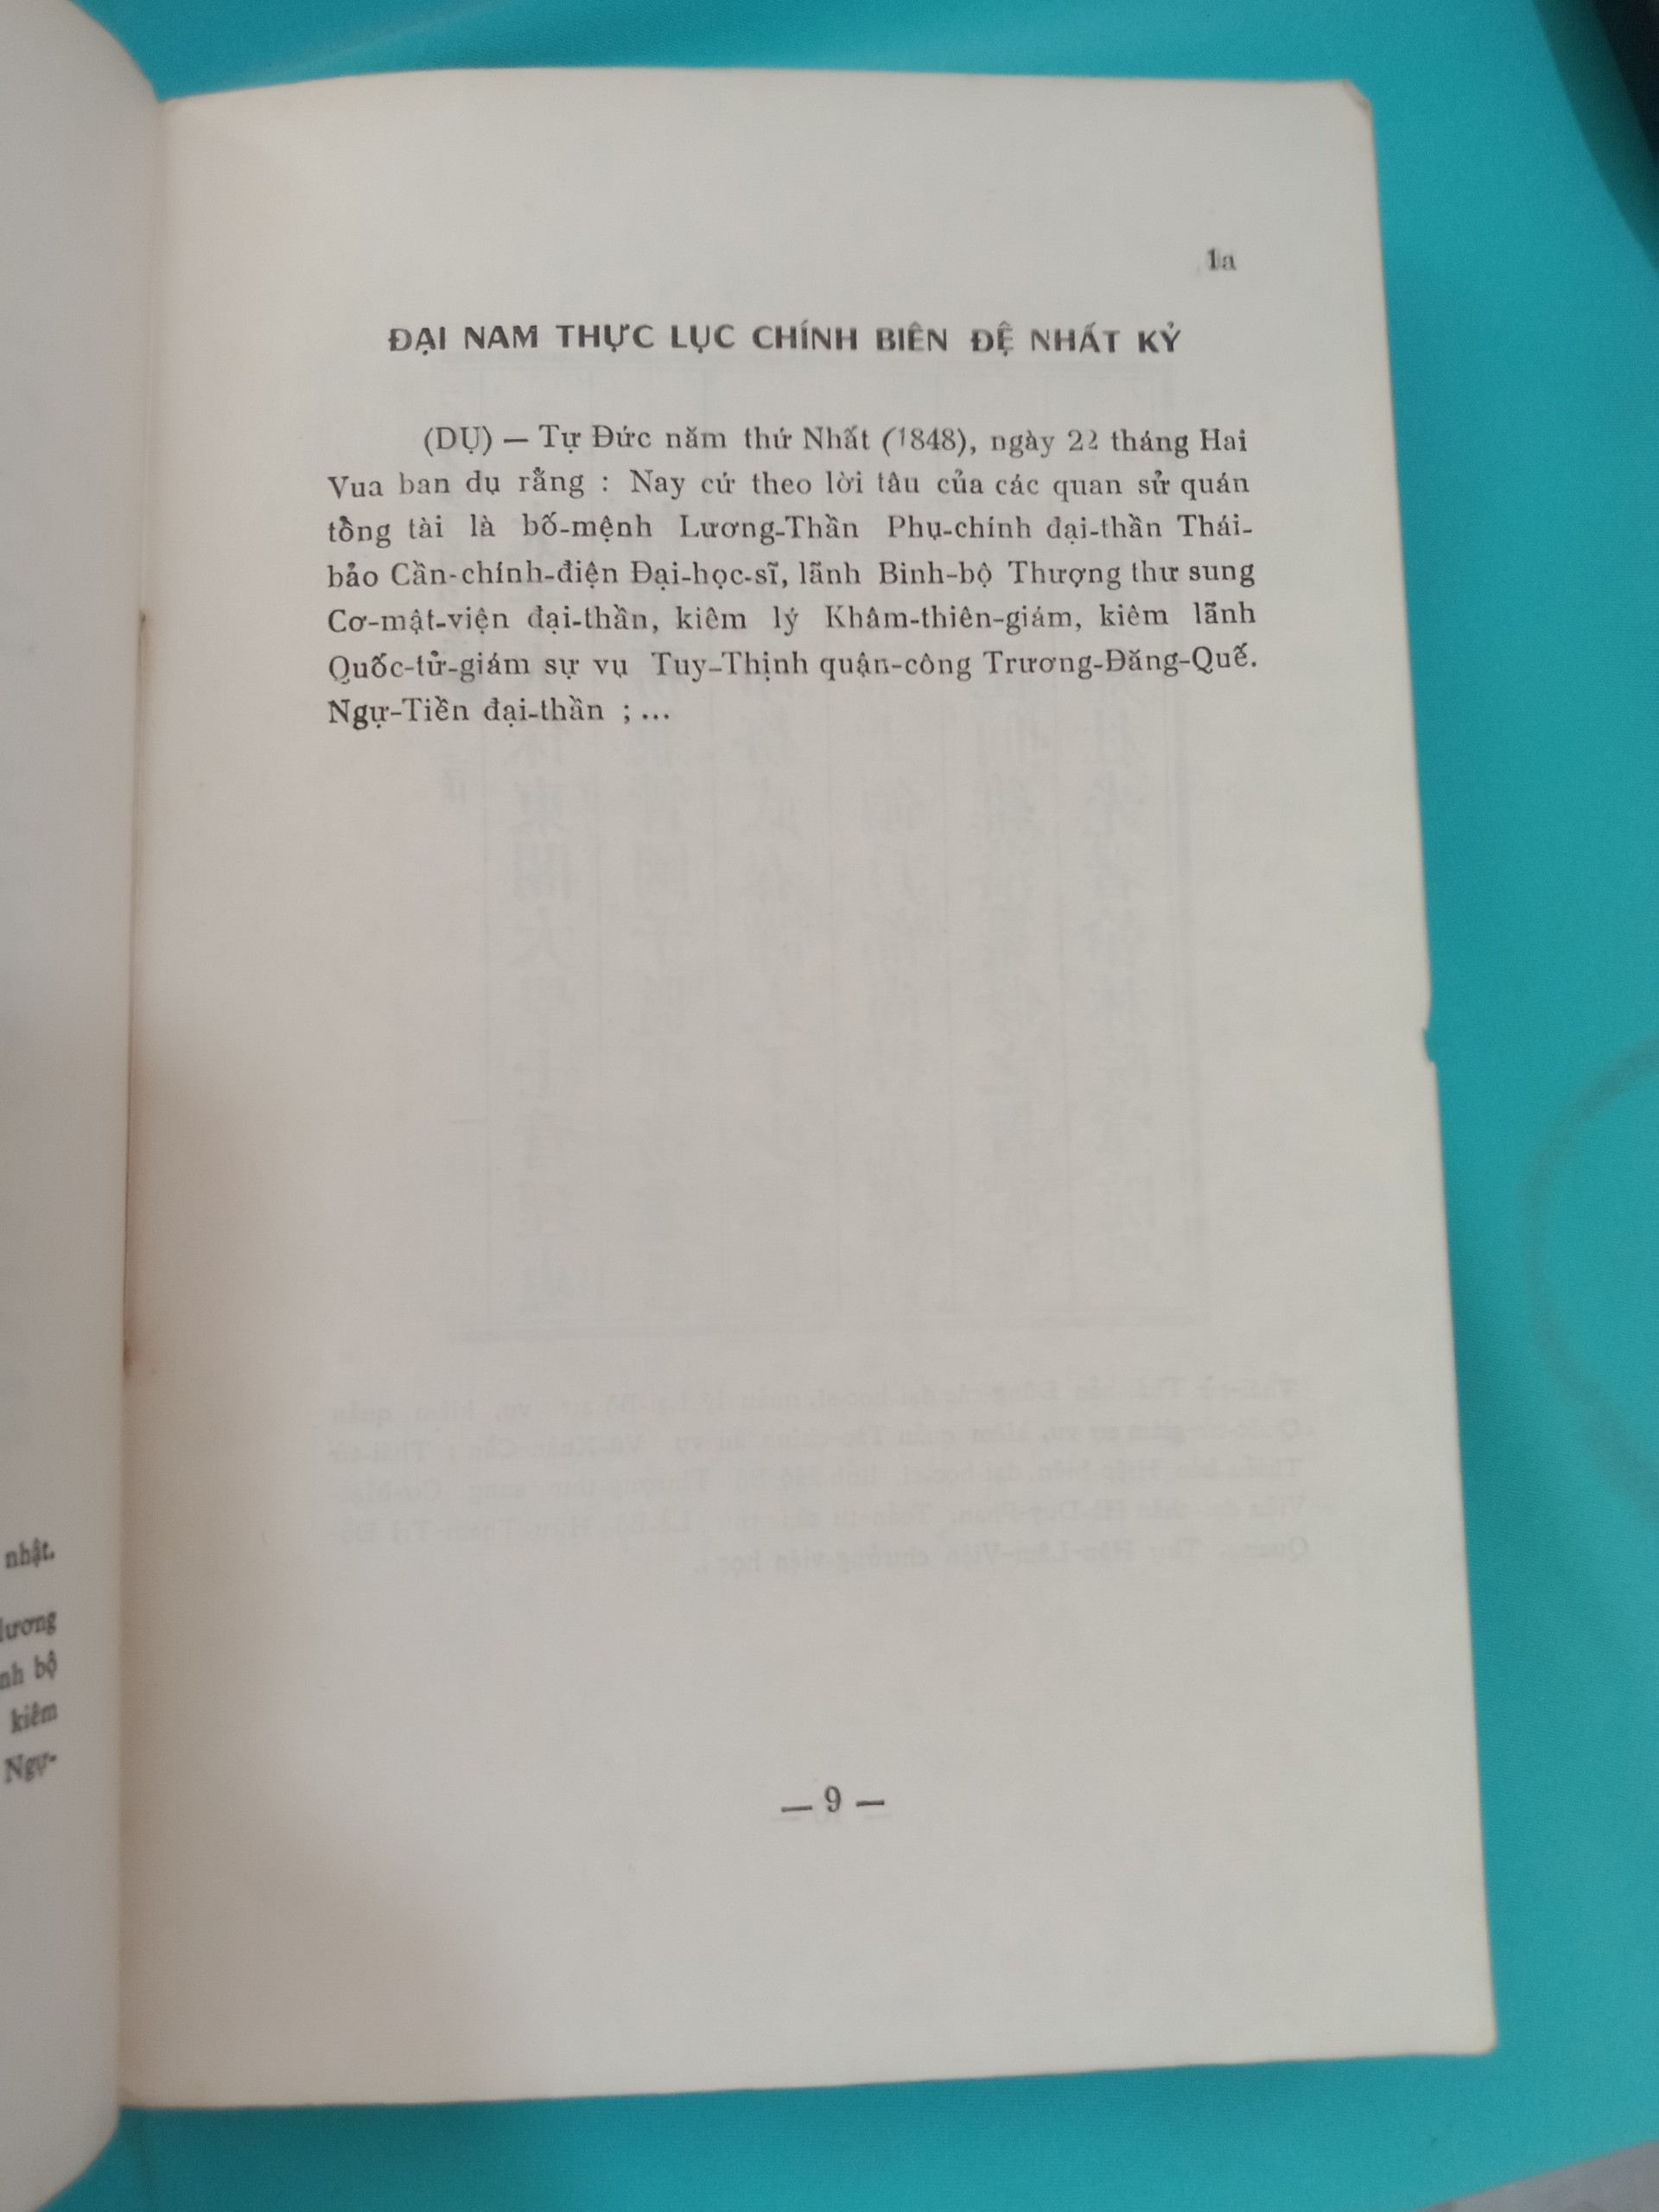 1a
ĐẠI NAM THỰC LỤC CHÍNH BIÊN ĐỆ NHẤT KỶ
(DỤ) — Tự Đức năm thứ Nhất (1848), ngày 22 tháng Hai
Vua ban dụ rằng : Nay cứ theo lời tâu của các quan sử quán
tổng tài là bố-mệnh Lương-Thần Phụ-chính đại-thần Thái-
bảo Cần-chính-điện Đại-học-sĩ, lãnh Binh-bộ Thượng thư sung
Cơ-mật-viện đại-thần, kiêm lý Khâm-thiên-giám, kiêm lãnh
Quốc-tử-giám sự vụ Tuy-Thịnh quận-công Trương-Đăng-Quế.
Ngự-Tiền đại-thần ; ...
— 9 —
nhật.
lương
nh bộ
kiêm
Ngự-